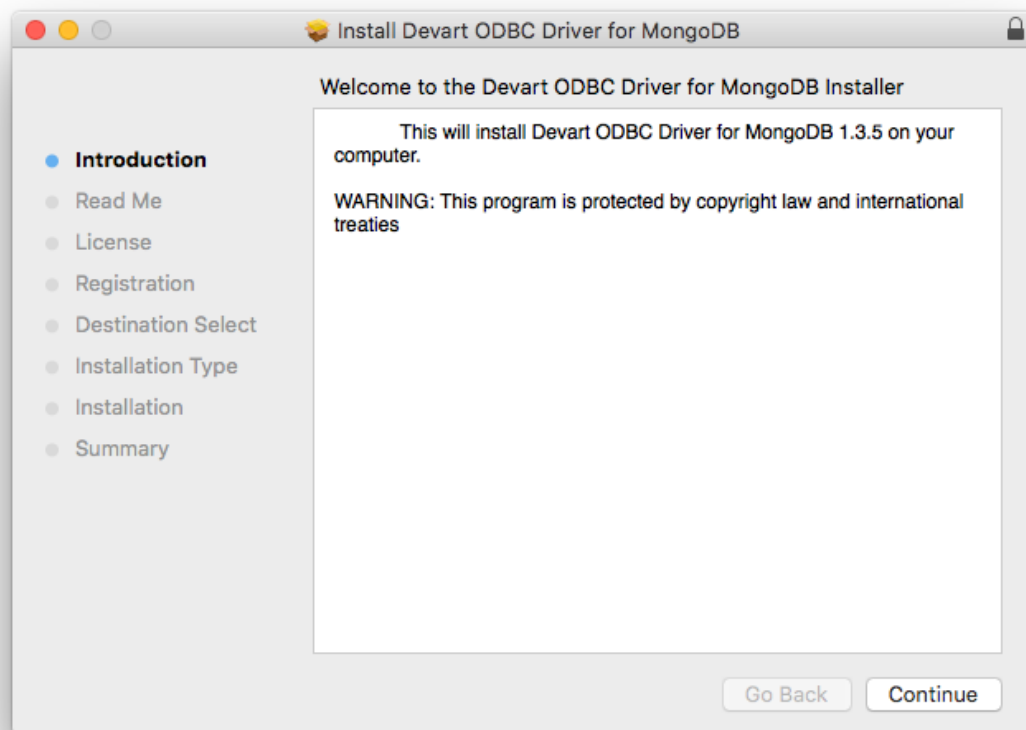 Install Devart ODBC Driver for MongoDB
Welcome to the Devart ODBC Driver for MongoDB Installer
Introduction
Read Me
License
Registration
Destination Select
Installation Type
Installation
Summary
This will install Devart ODBC Driver for MongoDB 1.3.5 on your
computer.
WARNING: This program is protected by copyright law and international
treaties
Go Back
Continue